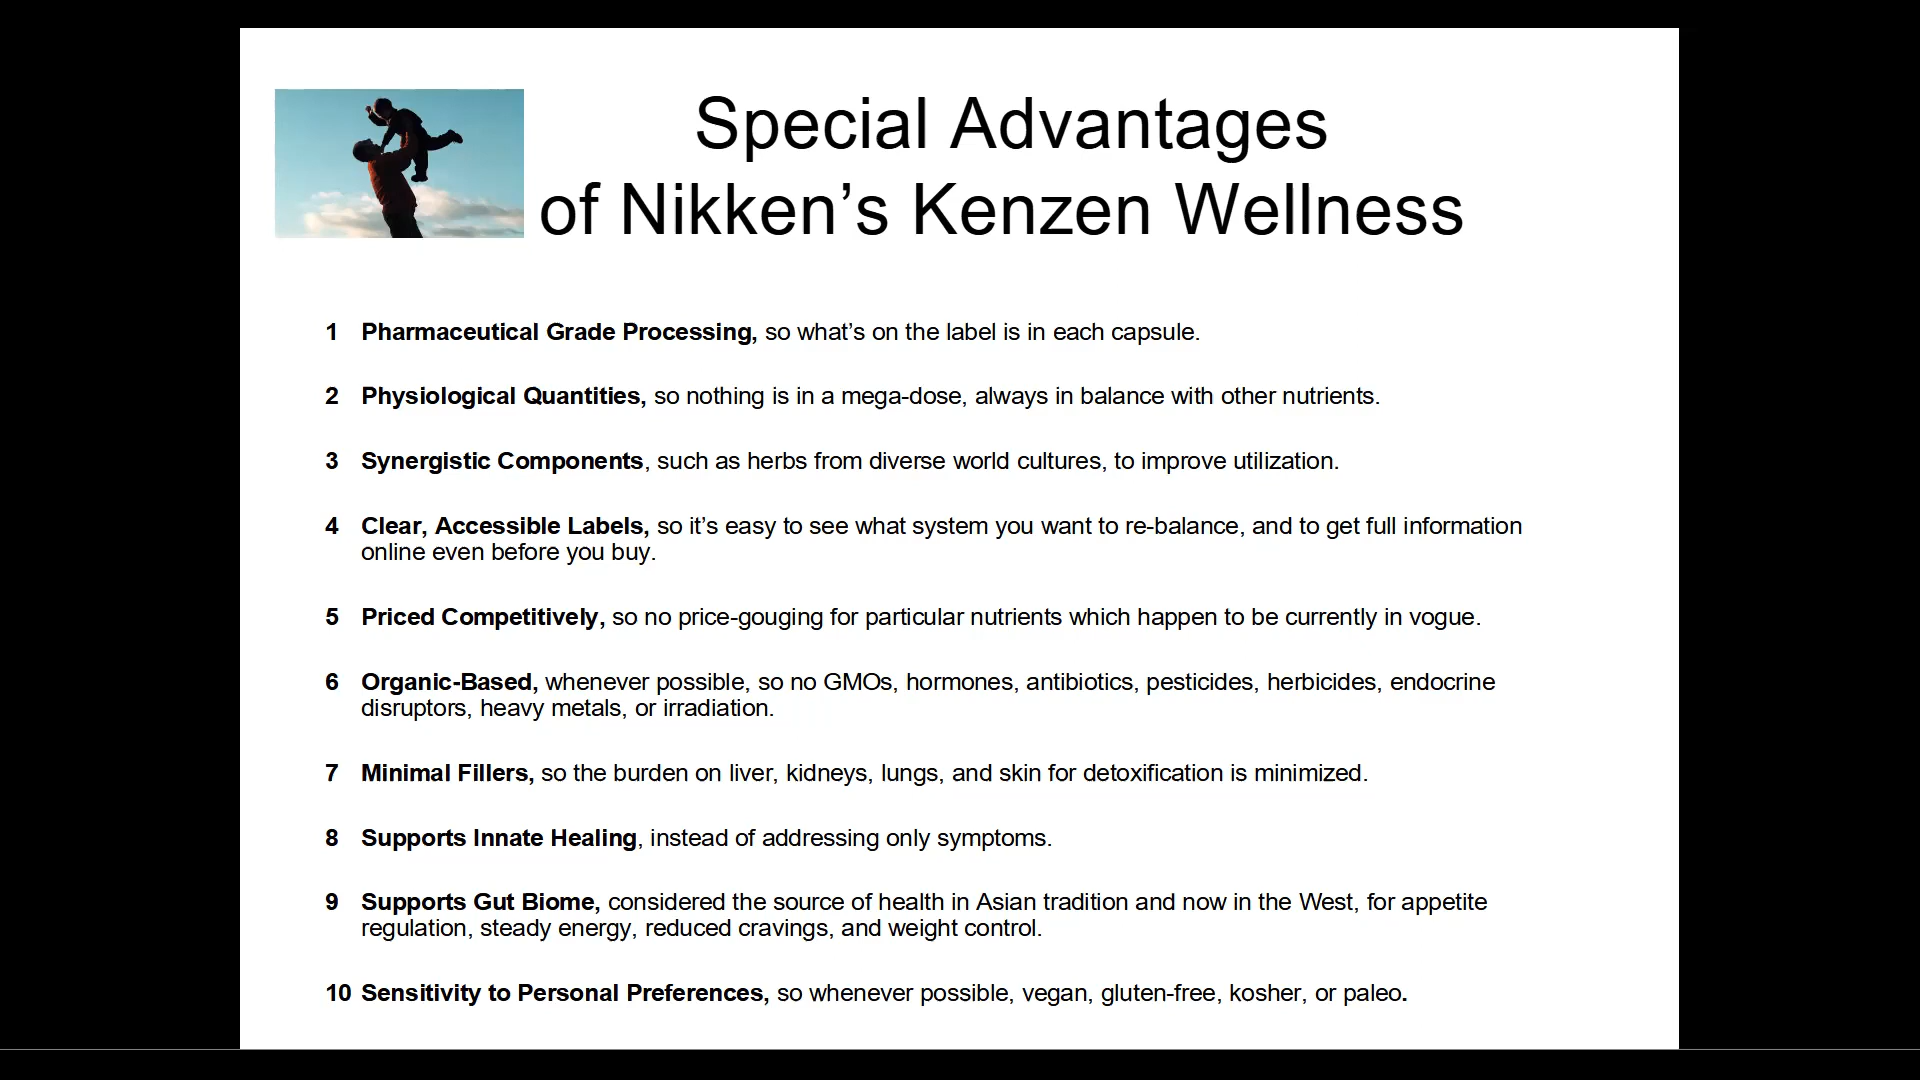 Special Advantages
of Nikken’s Kenzen Wellness
1 Pharmaceutical Grade Processing, so what’s on the label is in each capsule.
2 Physiological Quantities, so nothing is in a mega-dose, always in balance with other nutrients.
3 Synergistic Components, such as herbs from diverse world cultures, to improve utilization.
4 Clear, Accessible Labels, so it’s easy to see what system you want to re-balance, and to get full information
online even before you buy.
5 Priced Competitively, so no price-gouging for particular nutrients which happen to be currently in vogue.
6 Organic-Based, whenever possible, so no GMOs, hormones, antibiotics, pesticides, herbicides, endocrine
disruptors, heavy metals, or irradiation.
7 Minimal Fillers, so the burden on liver, kidneys, lungs, and skin for detoxification is minimized.
8 Supports Innate Healing, instead of addressing only symptoms.
9 Supports Gut Biome, considered the source of health in Asian tradition and now in the West, for appetite
regulation, steady energy, reduced cravings, and weight control.
10 Sensitivity to Personal Preferences, so whenever possible, vegan, gluten-free, kosher, or paleo.